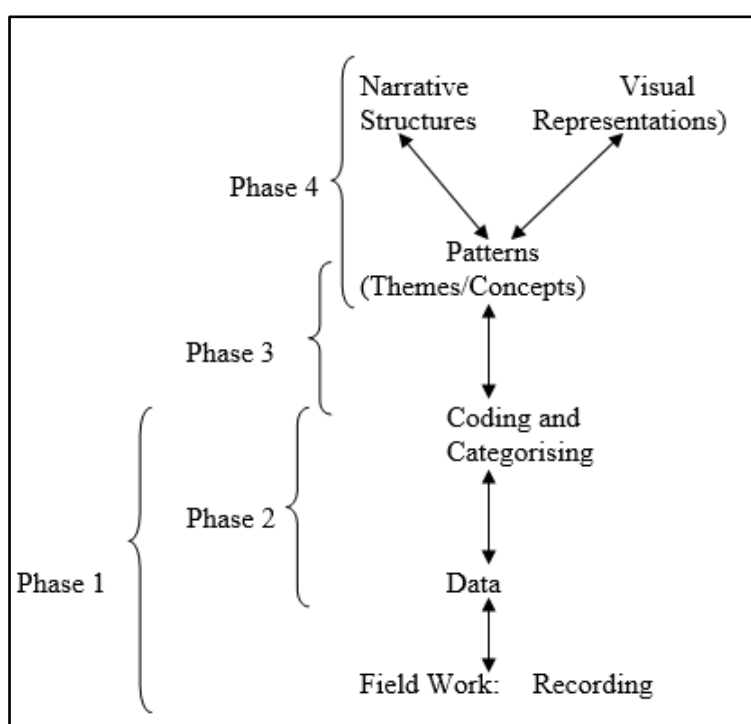 Narrative Visual
Structures Representations)
Phase 4
Patterns
(Themes/Concepts)
Phase 3
Coding and
Categorising
Phase 2
Phase 1
Data
Field Work: Recording